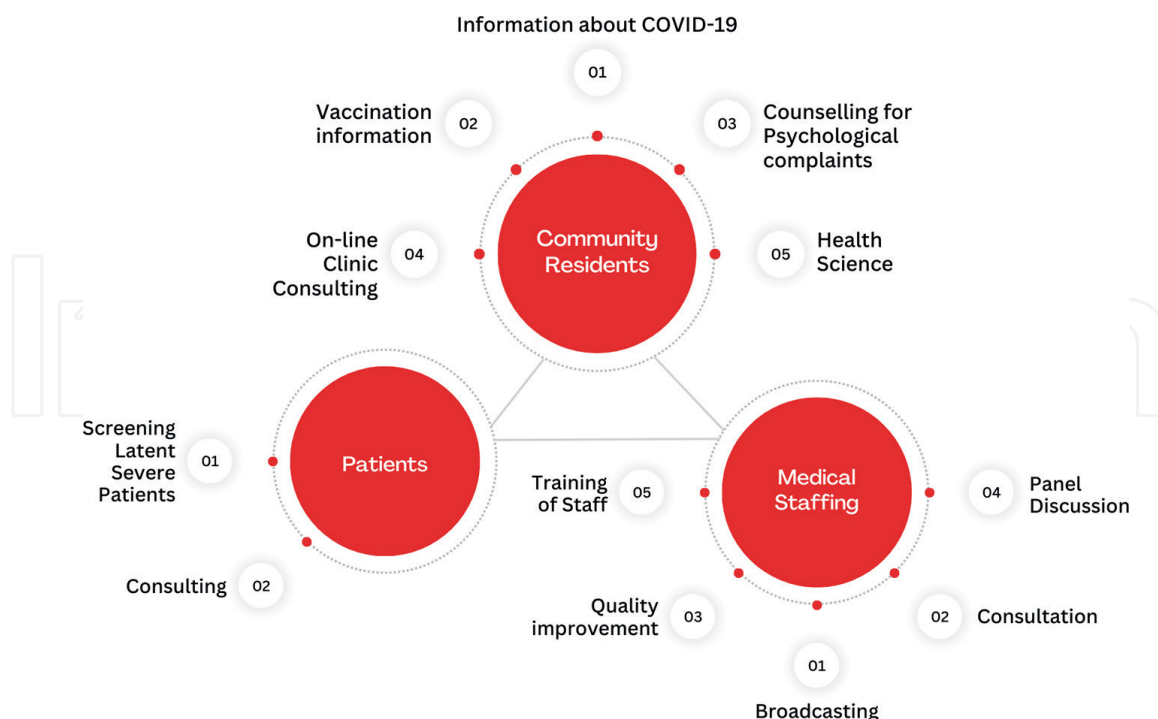 Information about COVID-19
01
Vaccination
information
02
03
Counselling for
Psychological
complaints
On-line
Clinic
Consulting
04
Community
Residents
05
Health
Science
Screening
Latent
Severe
Patients
01
Patients
Consulting
02
Training
of Staff
05
Medical
Staffing
04
Panel
Discussion
Quality
improvement
03
02
Consultation
01
Broadcasting